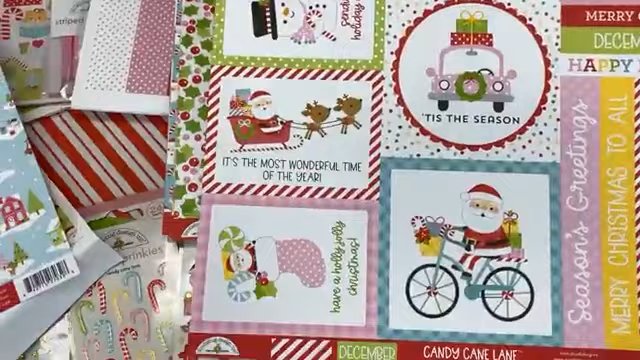 striped
sending
holiday
'TIS THE SEASON
MERRY
DECEM
HAPPY
IT'S THE MOST WONDERFUL TIME
OF THE YEAR!
have a holly jolly
christmas!
Season's Greetings
MERRY CHRISTMAS TO ALL
sprinkles
DECEMBER
CANDY CANE LANE